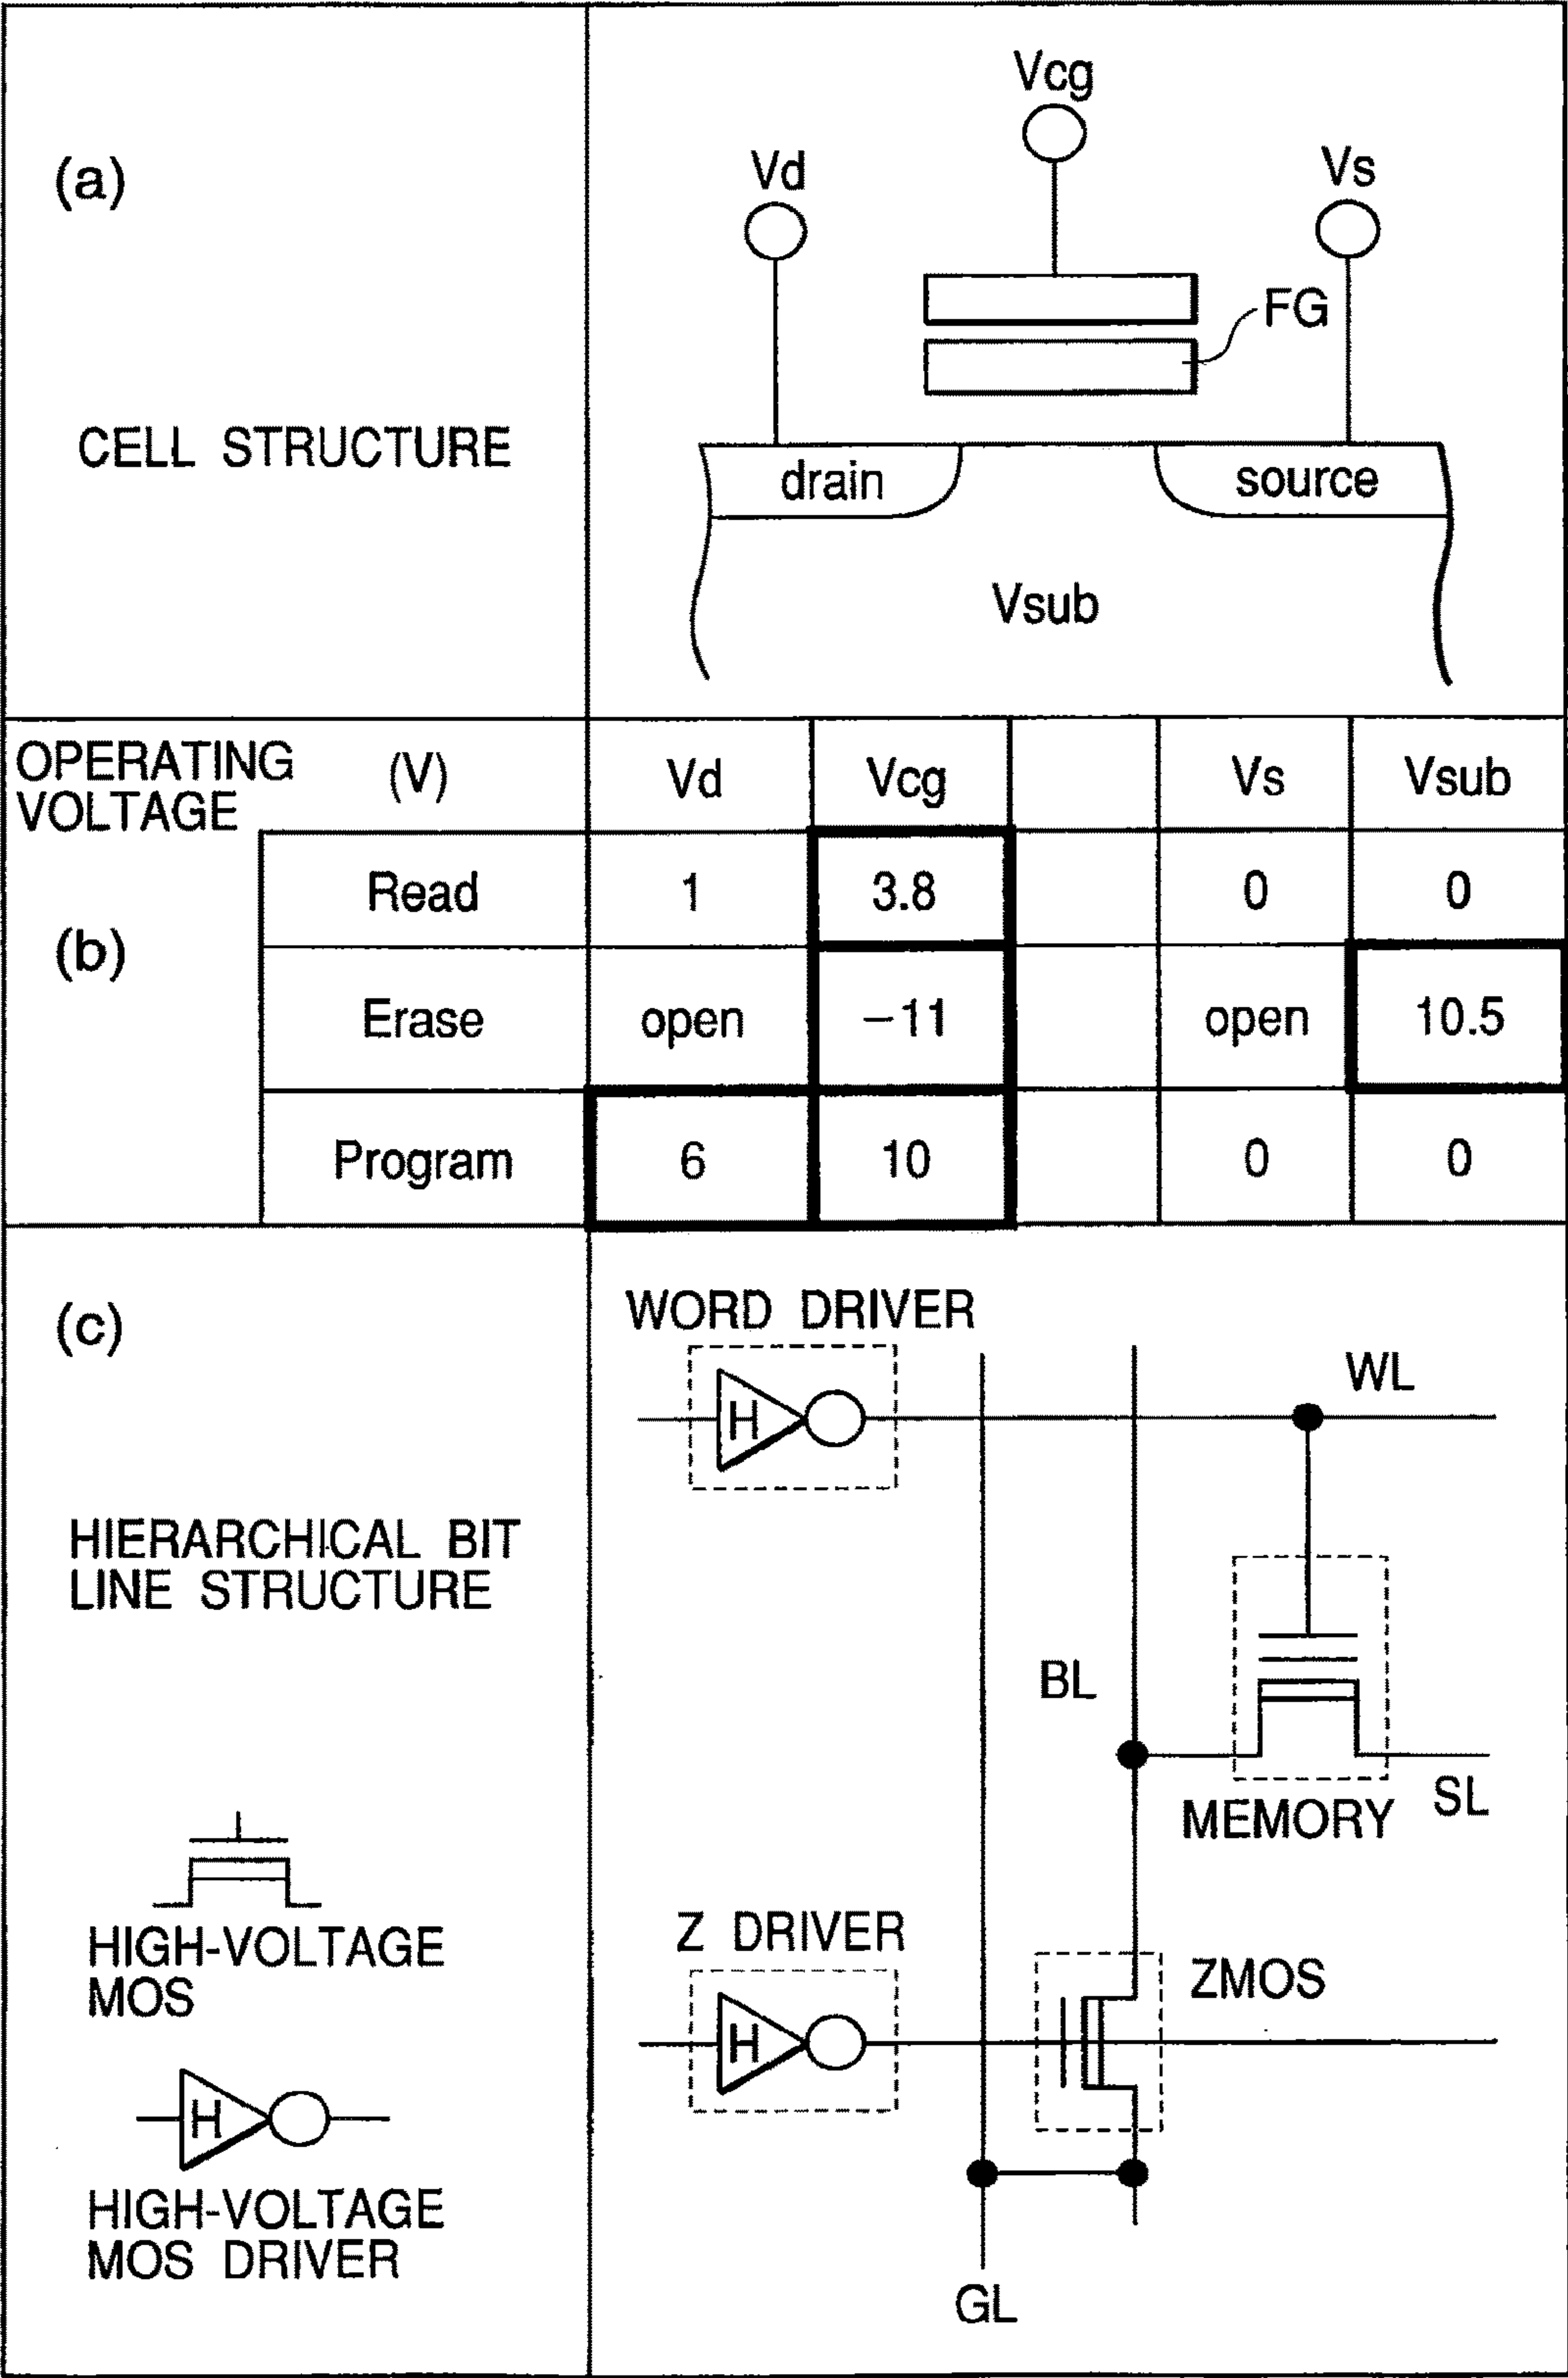 (a)
CELL STRUCTURE
Vcg
Vd
Vs
FG
drain
source
Vsub
OPERATING
VOLTAGE
(V) Vd Vcg Vs Vsub
(b)
Read 1 3.8 0 0
Erase open −11 open 10.5
Program 6 10 0 0
(c)
HIERARCHICAL BIT
LINE STRUCTURE
HIGH-VOLTAGE
MOS
H
HIGH-VOLTAGE
MOS DRIVER
WORD DRIVER
H
WL
BL
MEMORY
SL
Z DRIVER
H
ZMOS
GL